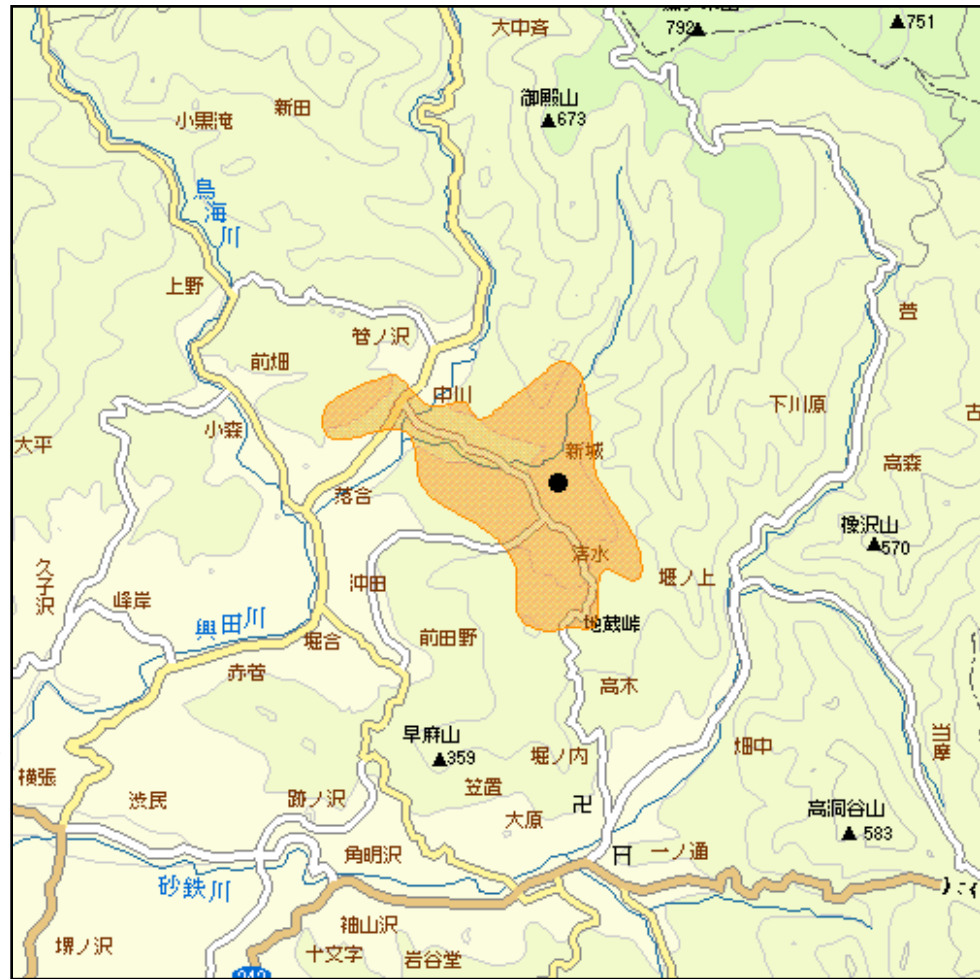 792
751
大中斉
御殿山
673
新田
小黒滝
鳥海川
上野
菅ノ沢
前畑
中川
下川原
大平
小森
新城
高森
落合
橡沢山
570
久子沢
沖田
清水
堀ノ上
峰岸
興田川
堀合
前田野
地蔵峠
赤菅
高木
早麻山
359
畑中
当摩
横張
堀ノ内
笠置
渋民
跡ノ沢
大原
高洞谷山
583
角明沢
一ノ通
砂鉄川
袖山沢
堺ノ沢
十文字
岩谷堂